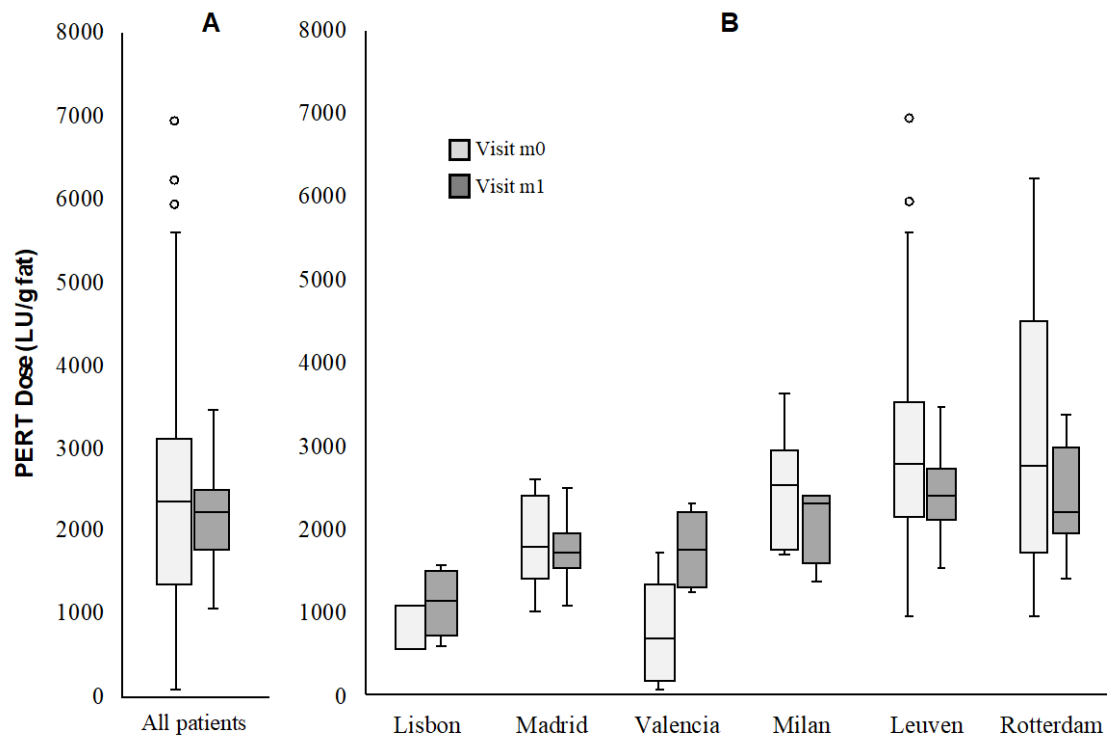 A
B
8000
7000
6000
5000
4000
3000
2000
1000
0
PERT Dose (LU/g fat)
All patients
8000
7000
6000
5000
4000
3000
2000
1000
0
Visit m0
Visit m1
Lisbon Madrid Valencia Milan Leuven Rotterdam